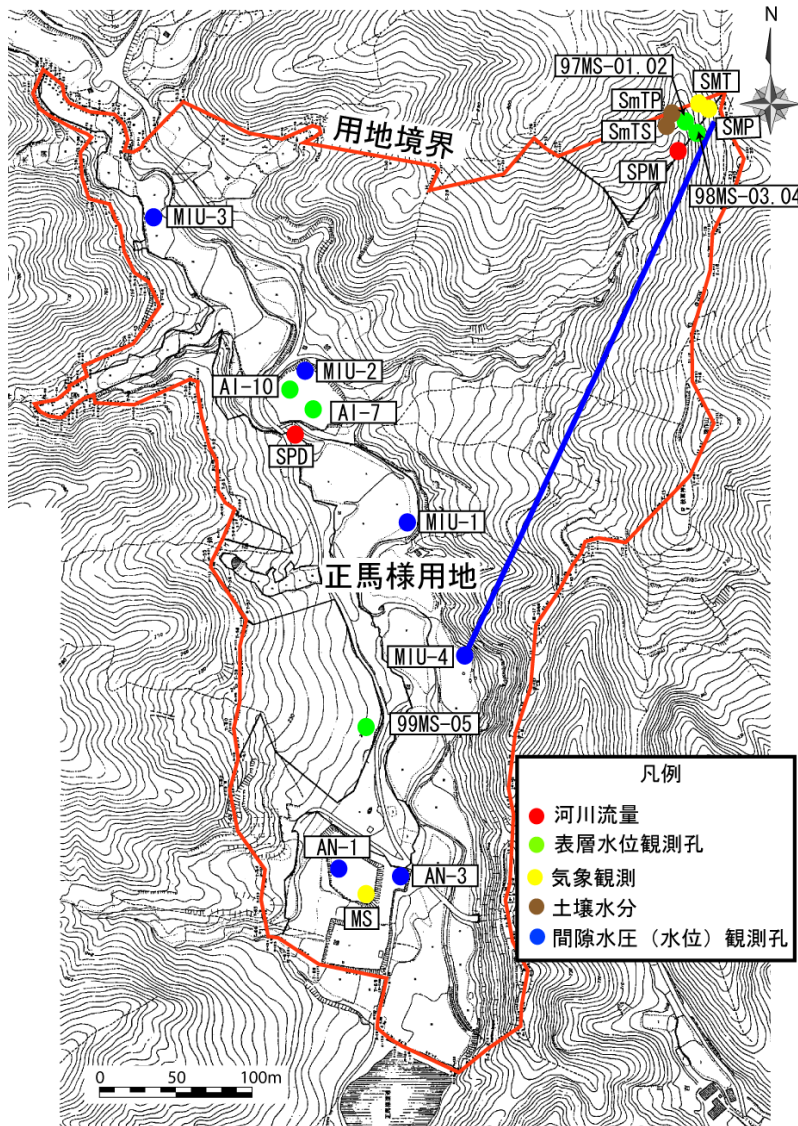 N
97MS-01.02
SMT
SmTP
SmTS
SMP
SPM
98MS-03.04
用地境界
MIU-3
MIU-2
AI-10
AI-7
SPD
MIU-1
正馬様用地
MIU-4
99MS-05
凡例
河川流量
表層水位観測孔
気象観測
土壌水分
間隙水圧（水位）観測孔
AN-1
AN-3
MS
0 50 100m